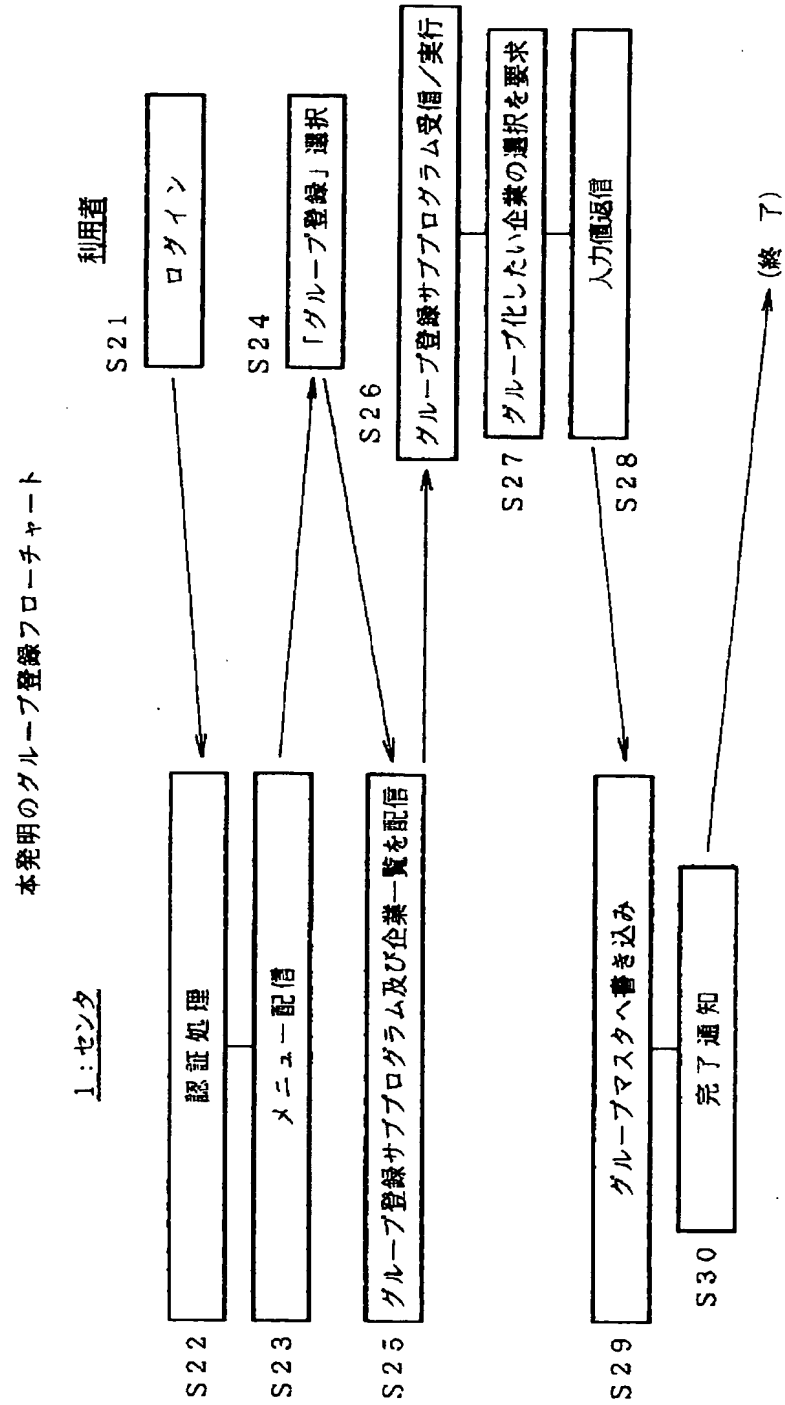 本発明のグループ登録フローチャート
1:センタ
利用者
S21
ログイン
S22
認証処理
S23
メニュー配信
S24
「グループ登録」選択
S25
グループ登録サブプログラム及び企業一覧を配信
S26
グループ登録サブプログラム受信/実行
S27
グループ化したい企業の選択を要求
S28
入力値返信
S29
グループマスタへ書き込み
S30
完了通知
(終 了)